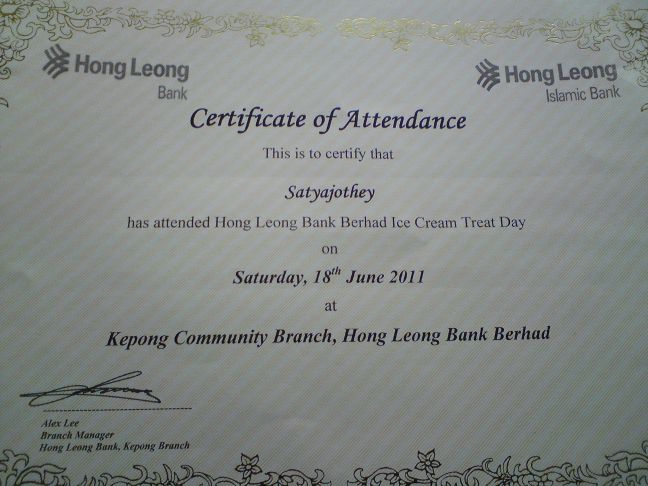 Hong Leong
Bank
Hong Leong
Islamic Bank
Certificate of Attendance
This is to certify that
Satyajothey
has attended Hong Leong Bank Berhad Ice Cream Treat Day
on
Saturday, 18th June 2011
at
Kepong Community Branch, Hong Leong Bank Berhad
Alex Lee
Branch Manager
Hong Leong Bank, Kepong Branch